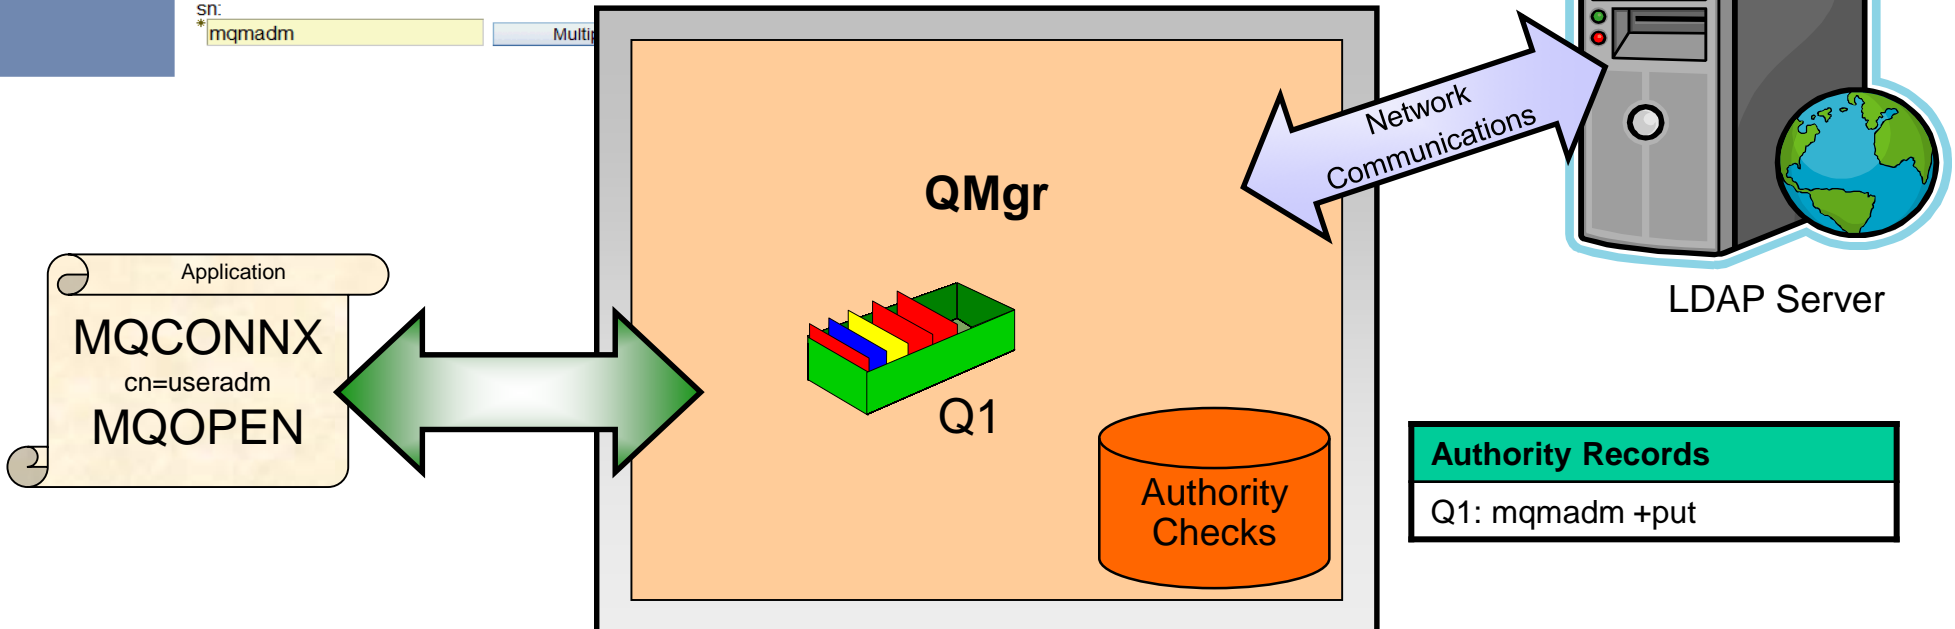 sn:
*mqmadm
Network
Communications
QMgr
Application
MQCONNX
cn=useradm
MQOPEN
LDAP Server
Q1
Authority
Checks
Authority Records
Q1: mqmadm +put